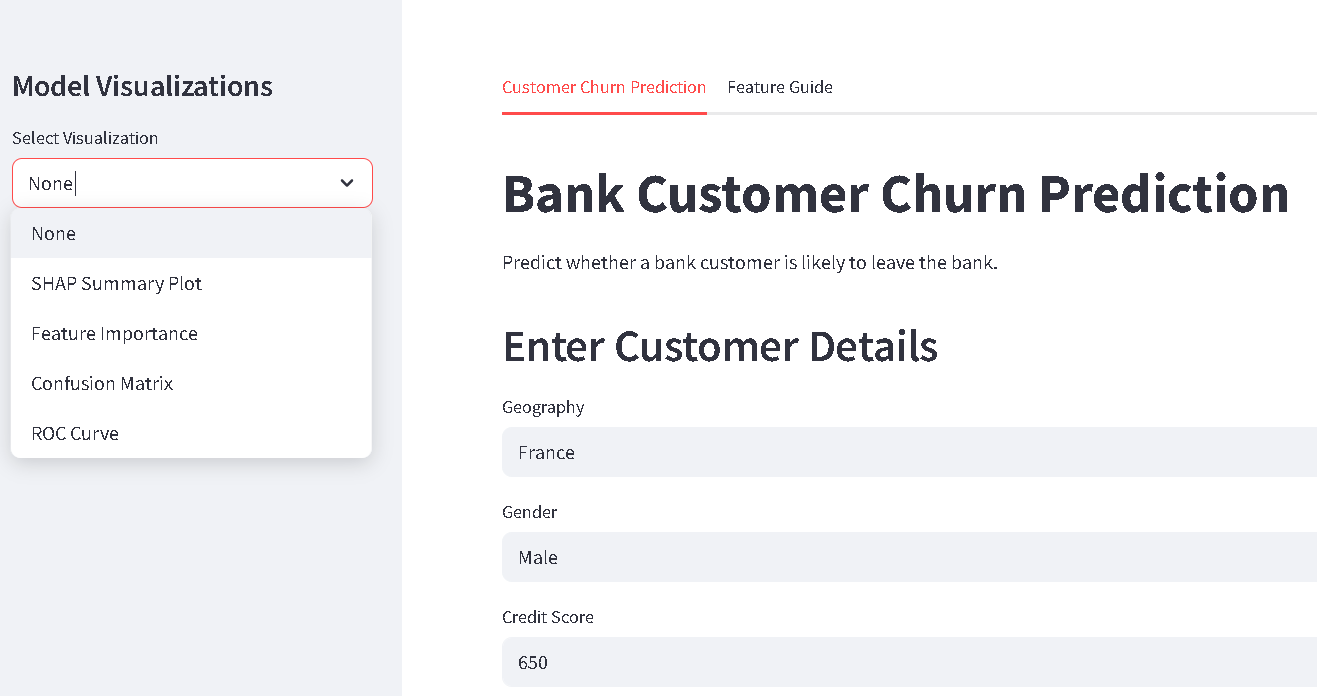 Model Visualizations
Select Visualization
None
None
SHAP Summary Plot
Feature Importance
Confusion Matrix
ROC Curve
Customer Churn Prediction
Feature Guide
Bank Customer Churn Prediction
Predict whether a bank customer is likely to leave the bank.
Enter Customer Details
Geography
France
Gender
Male
Credit Score
650